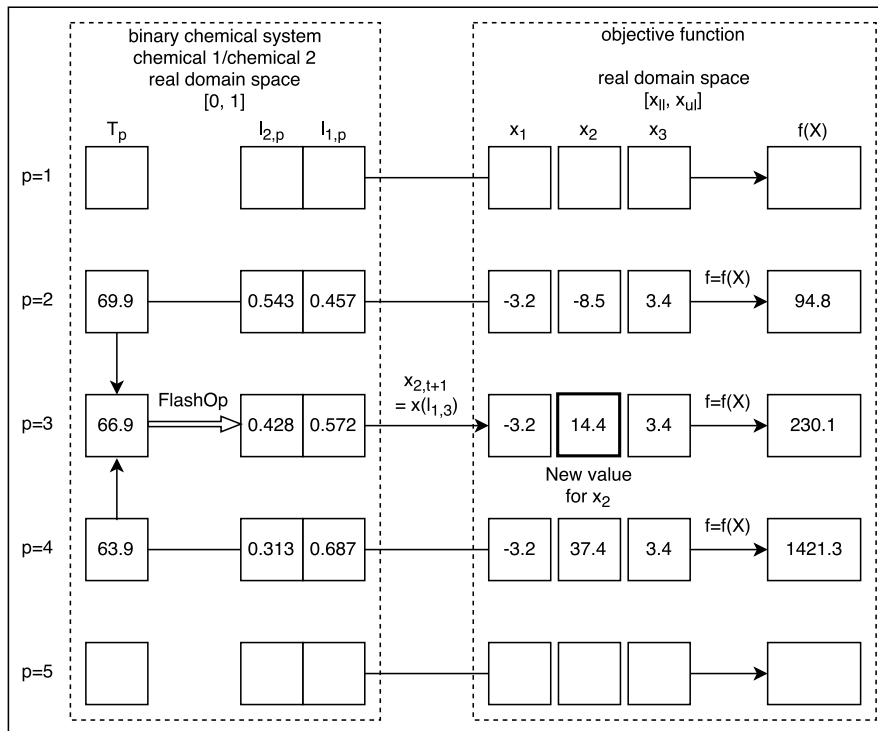 binary chemical system
chemical 1/chemical 2
real domain space
[0, 1]
objective function
real domain space
[x_ll, x_ul]
T_p l_2,p l_1,p x_1 x_2 x_3 f(X)
p=1
p=2 69.9 0.543 0.457 -3.2 -8.5 3.4 f=f(X) 94.8
p=3 66.9 FlashOp 0.428 0.572 x_2,t+1
= x(l_1,3) -3.2 14.4 3.4 f=f(X) 230.1
New value
for x_2
p=4 63.9 0.313 0.687 -3.2 37.4 3.4 f=f(X) 1421.3
p=5